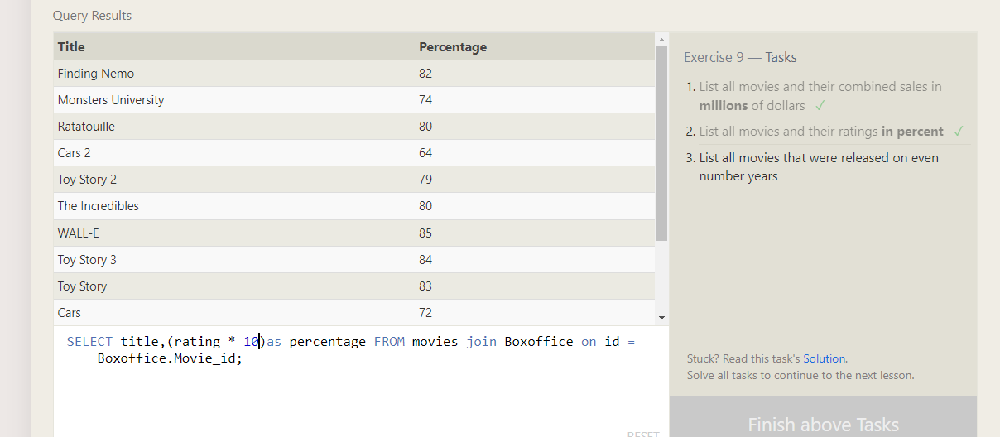 Query Results
Title Percentage
Finding Nemo 82
Monsters University 74
Ratatouille 80
Cars 2 64
Toy Story 2 79
The Incredibles 80
WALL-E 85
Toy Story 3 84
Toy Story 83
Cars 72
SELECT title,(rating * 10)as percentage FROM movies join Boxoffice on id =
Boxoffice.Movie_id;
RESET
Exercise 9 — Tasks
1. List all movies and their combined sales in
millions of dollars ✓
2. List all movies and their ratings in percent ✓
3. List all movies that were released on even
number years
Stuck? Read this task's Solution.
Solve all tasks to continue to the next lesson.
Finish above Tasks